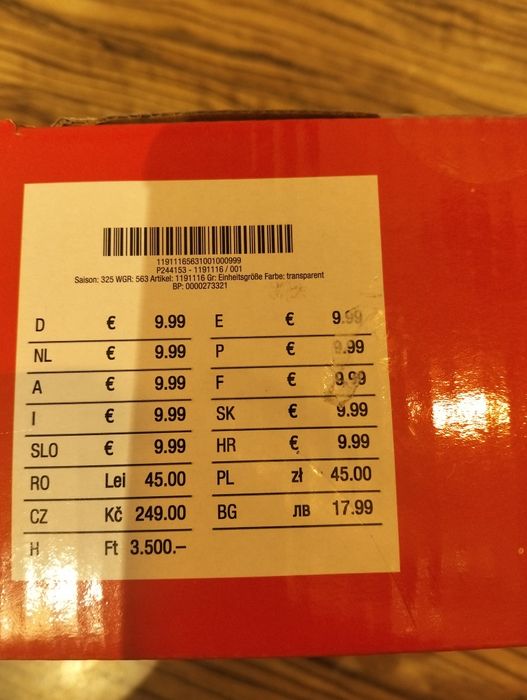 11911165631001000999
P244153 - 1191116 / 001
Saison: 325 WGR: 563 Artikel: 1191116 Gr: Einheitsgröße Farbe: transparent
BP: 0000273321
D € 9.99 E € 9.99
NL € 9.99 P € 9.99
A € 9.99 F € 9.99
I € 9.99 SK € 9.99
SLO € 9.99 HR € 9.99
RO Lei 45.00 PL zł 45.00
CZ Kč 249.00 BG лв 17.99
H Ft 3.500.–